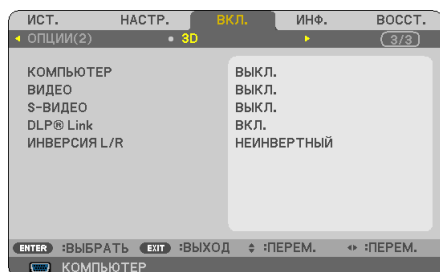 ИСТ. НАСТР. ВКЛ. ИНФ. ВОССТ.
ОПЦИИ(2) 3D 3/3
КОМПЬЮТЕР ВЫКЛ.
ВИДЕО ВЫКЛ.
S-ВИДЕО ВЫКЛ.
DLP® Link ВКЛ.
ИНВЕРСИЯ L/R НЕИНВЕРТНЫЙ
ENTER :ВЫБРАТЬ EXIT :ВЫХОД :ПЕРЕМ. :ПЕРЕМ.
КОМПЬЮТЕР